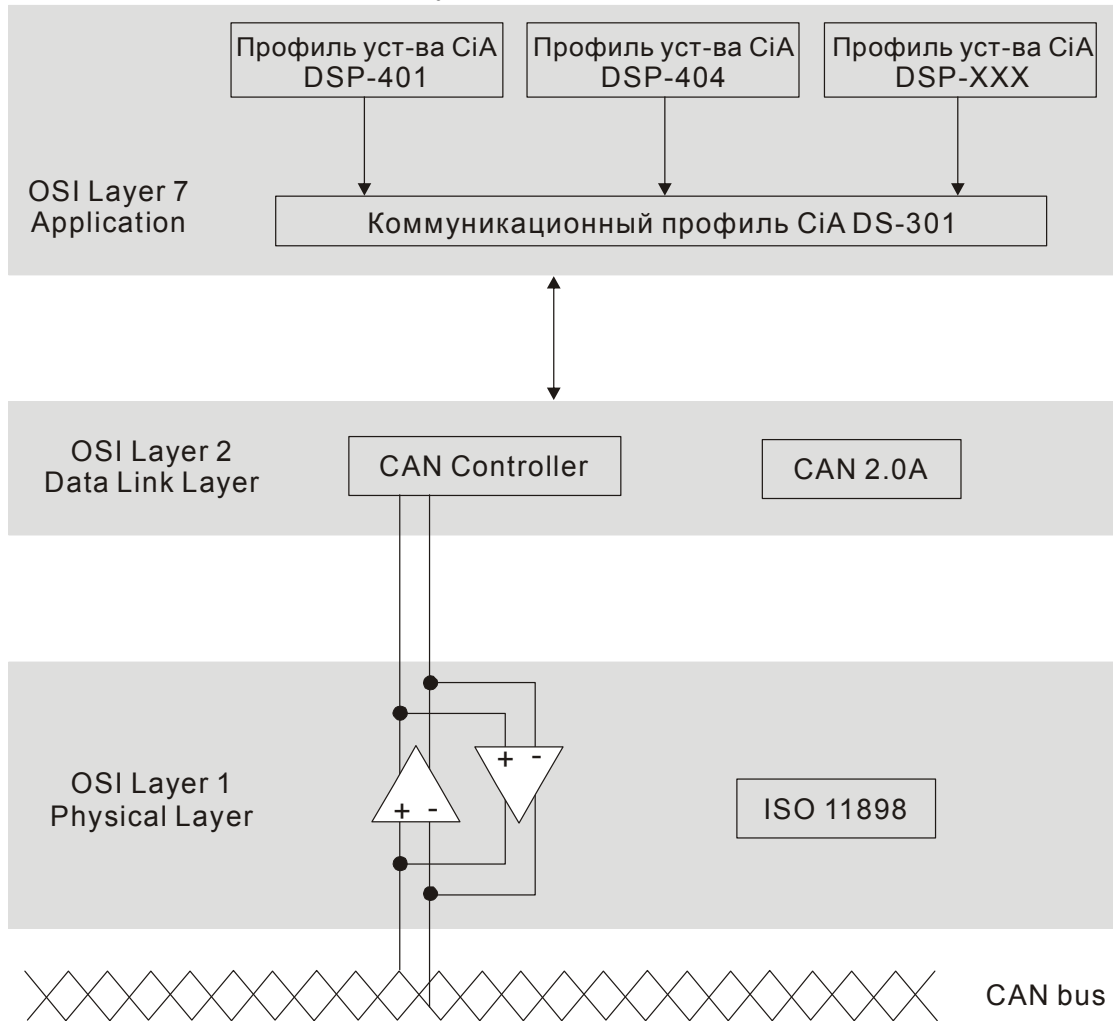 Профиль уст-ва CiA
DSP-401
Профиль уст-ва CiA
DSP-404
Профиль уст-ва CiA
DSP-XXX
OSI Layer 7
Application
Коммуникационный профиль CiA DS-301
OSI Layer 2
Data Link Layer
CAN Controller
CAN 2.0A
OSI Layer 1
Physical Layer
+ -
+ -
ISO 11898
CAN bus